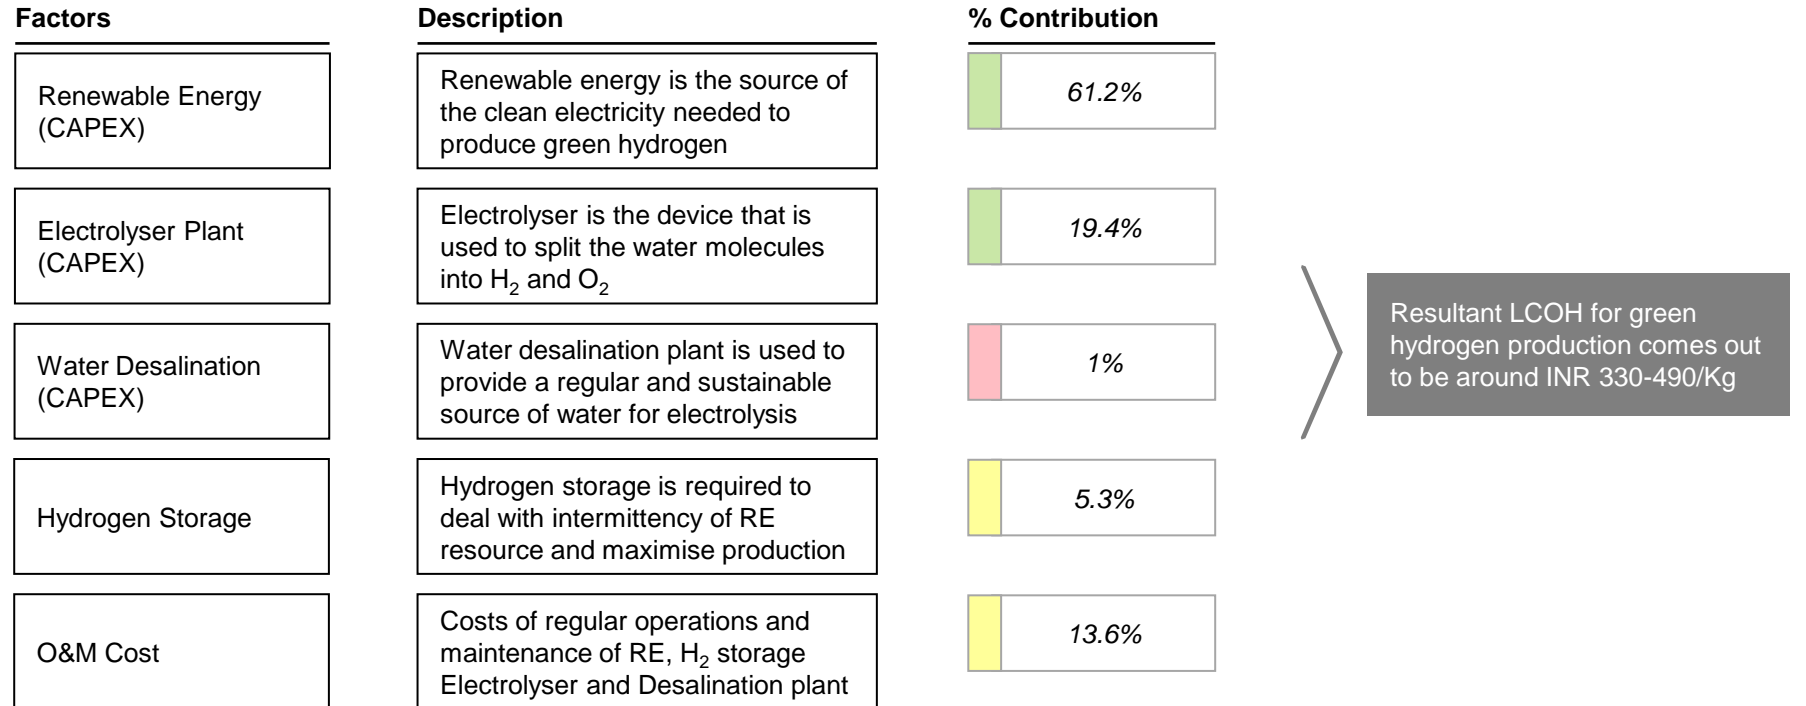 Factors
Description
% Contribution
Renewable Energy
(CAPEX)
Renewable energy is the source of
the clean electricity needed to
produce green hydrogen
61.2%
Electrolyser Plant
(CAPEX)
Electrolyser is the device that is
used to split the water molecules
into H₂ and O₂
19.4%
Water Desalination
(CAPEX)
Water desalination plant is used to
provide a regular and sustainable
source of water for electrolysis
1%
Hydrogen Storage
Hydrogen storage is required to
deal with intermittency of RE
resource and maximise production
5.3%
O&M Cost
Costs of regular operations and
maintenance of RE, H₂ storage
Electrolyser and Desalination plant
13.6%
Resultant LCOH for green
hydrogen production comes out
to be around INR 330-490/Kg